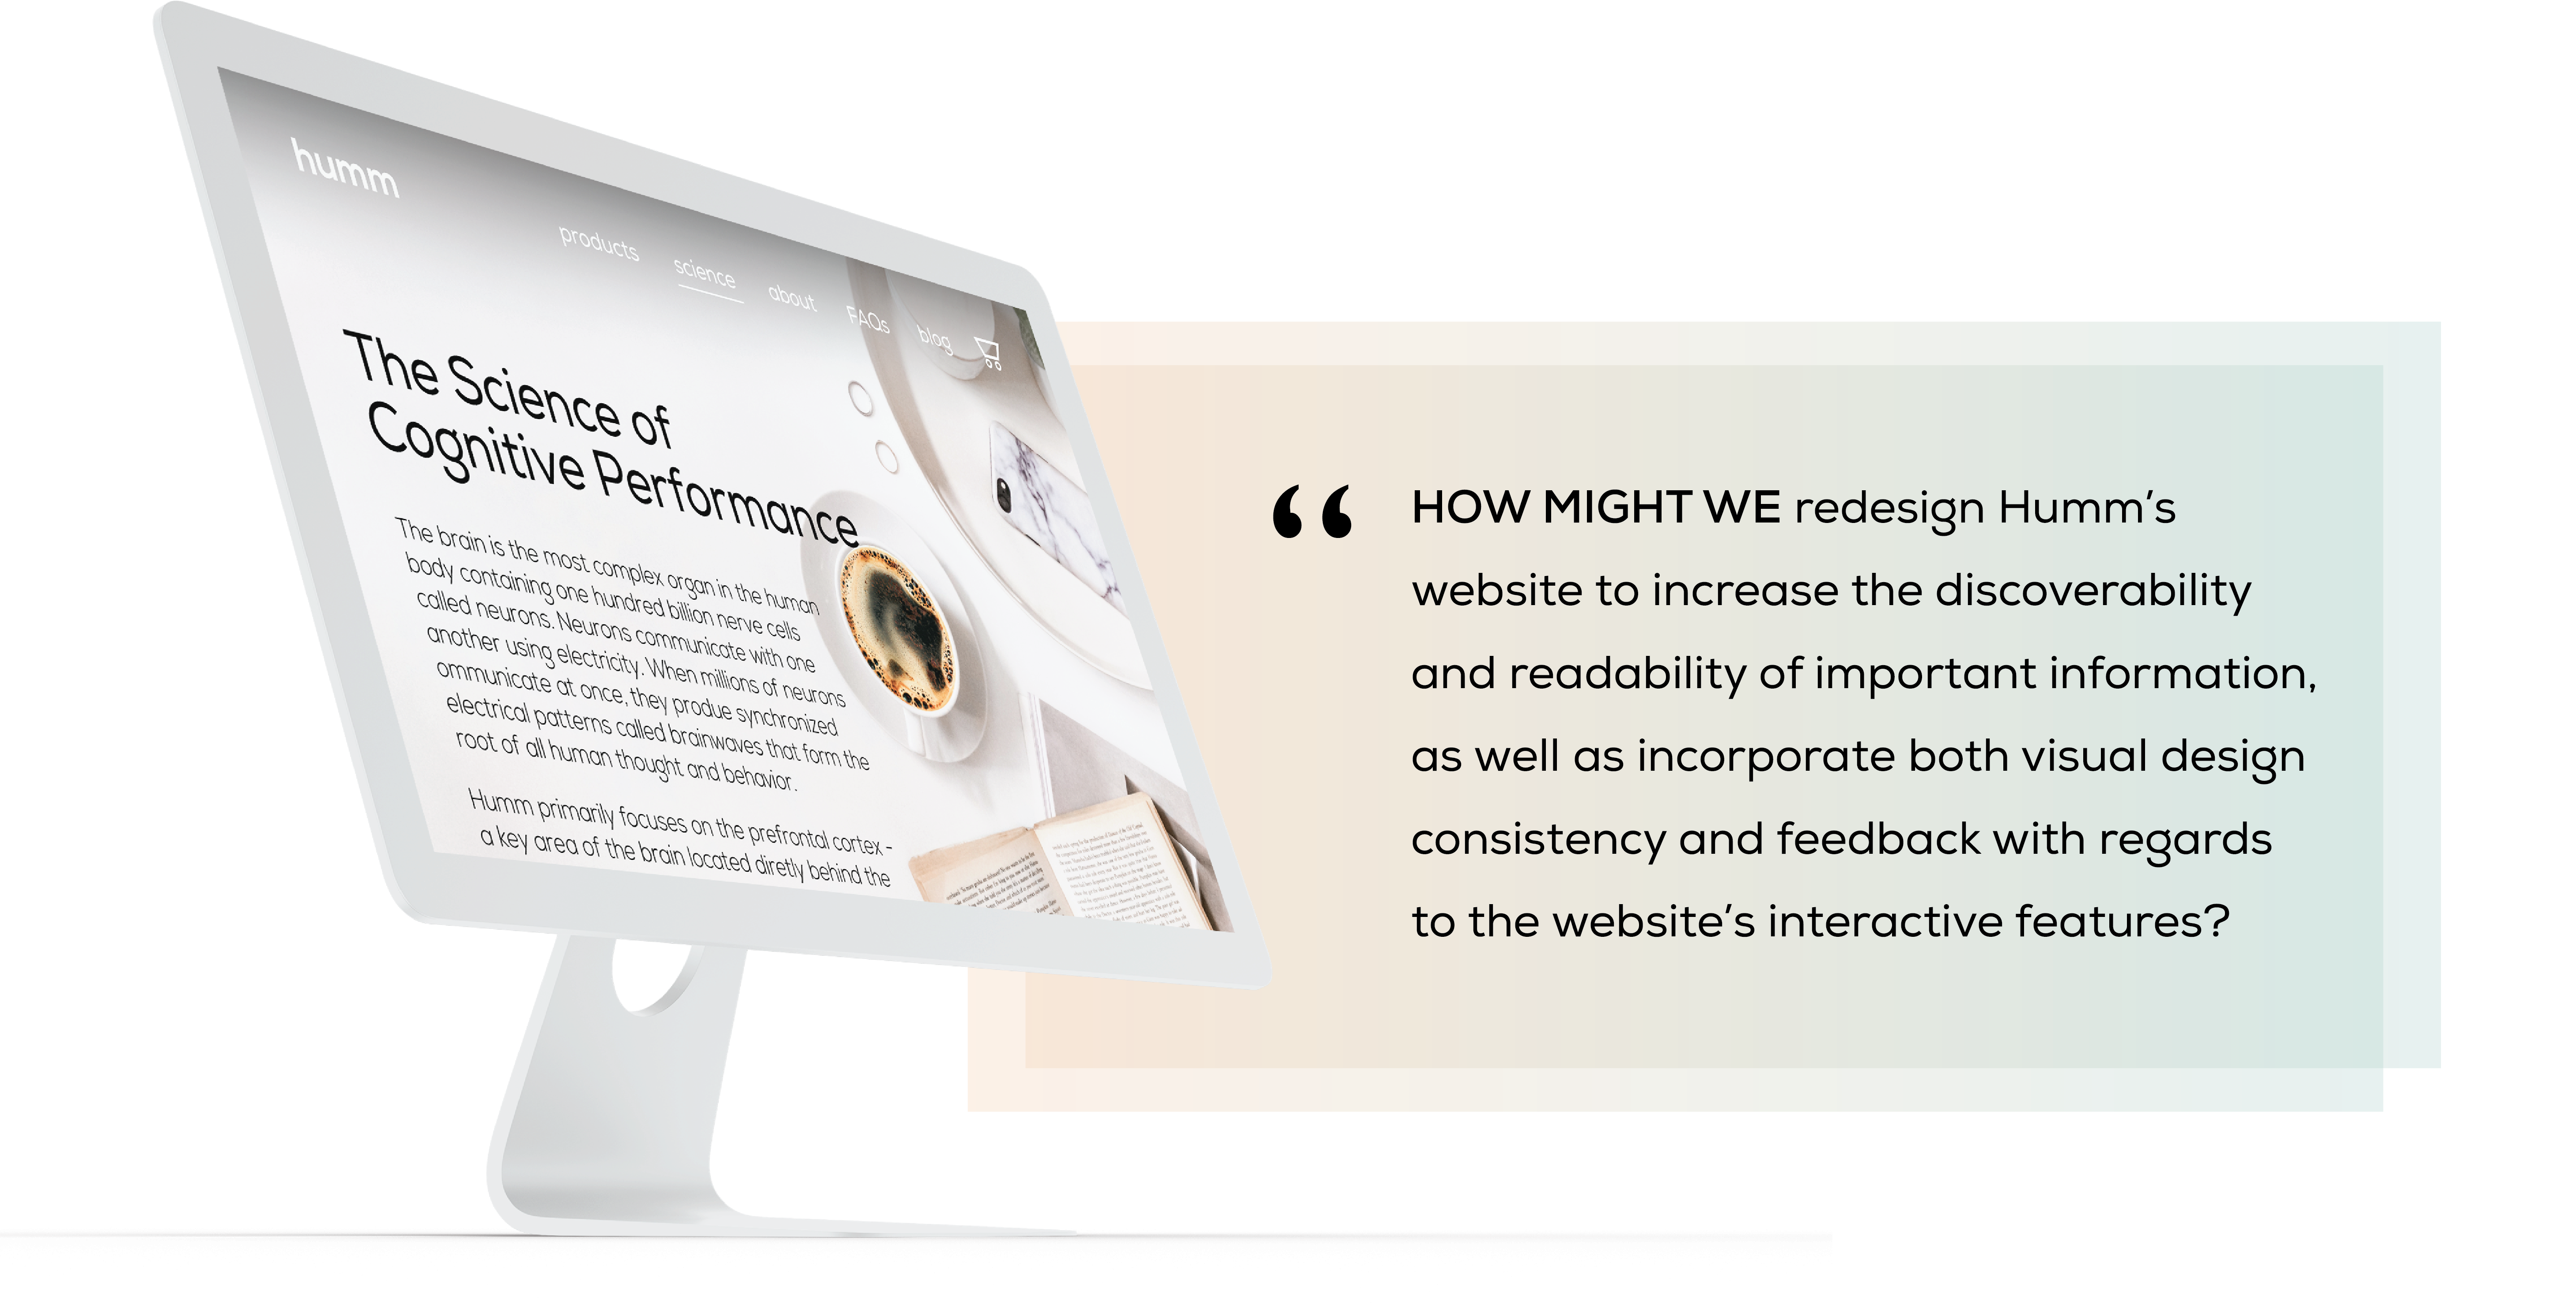 humm
products science about FAQs blog
The Science of
Cognitive Performance
The brain is the most complex organ in the human
body containing one hundred billion nerve cells
called neurons. Neurons communicate with one
another using electricity. When millions of neurons
ommunicate at once, they produe synchronized
electrical patterns called brainwaves that form the
root of all human thought and behavior.
Humm primarily focuses on the prefrontal cortex -
a key area of the brain located diretly behind the
“ HOW MIGHT WE redesign Humm’s
website to increase the discoverability
and readability of important information,
as well as incorporate both visual design
consistency and feedback with regards
to the website’s interactive features?